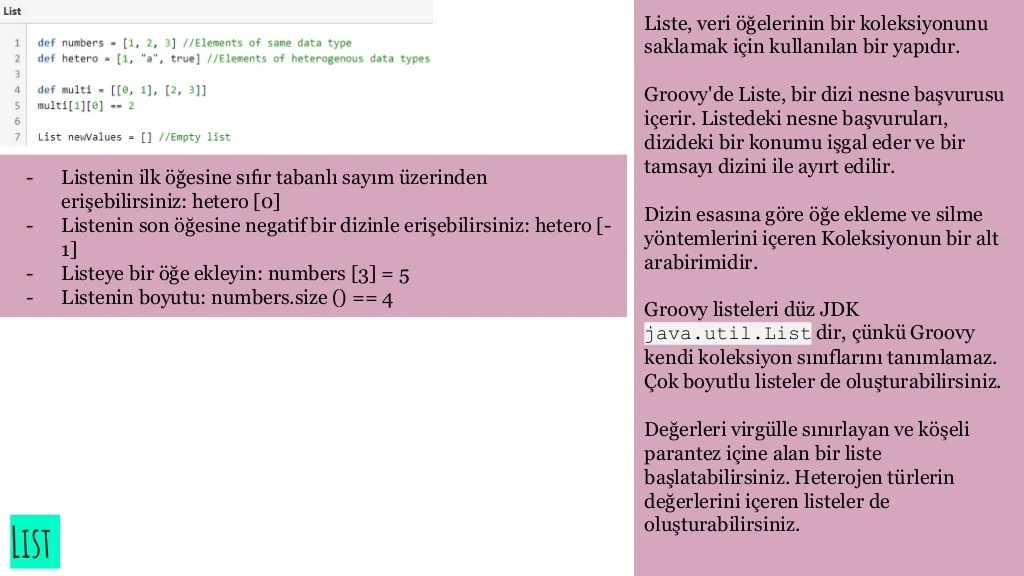 List
1 def numbers = [1, 2, 3] //Elements of same data type
2 def hetero = [1, "a", true] //Elements of heterogenous data types
3
4 def multi = [[0, 1], [2, 3]]
5 multi[1][0] == 2
6
7 List newValues = [] //Empty list
- Listenin ilk öğesine sıfır tabanlı sayım üzerinden
erişebilirsiniz: hetero [0]
- Listenin son öğesine negatif bir dizinle erişebilirsiniz: hetero [-
1]
- Listeye bir öğe ekleyin: numbers [3] = 5
- Listenin boyutu: numbers.size () == 4
Liste, veri öğelerinin bir koleksiyonunu
saklamak için kullanılan bir yapıdır.
Groovy'de Liste, bir dizi nesne başvurusu
içerir. Listedeki nesne başvuruları,
dizideki bir konumu işgal eder ve bir
tamsayı dizini ile ayırt edilir.
Dizin esasına göre öğe ekleme ve silme
yöntemlerini içeren Koleksiyonun bir alt
arabirimidir.
Groovy listeleri düz JDK
java.util.List dir, çünkü Groovy
kendi koleksiyon sınıflarını tanımlamaz.
Çok boyutlu listeler de oluşturabilirsiniz.
Değerleri virgülle sınırlayan ve köşeli
parantez içine alan bir liste
başlatabilirsiniz. Heterojen türlerin
değerlerini içeren listeler de
oluşturabilirsiniz.
LIST